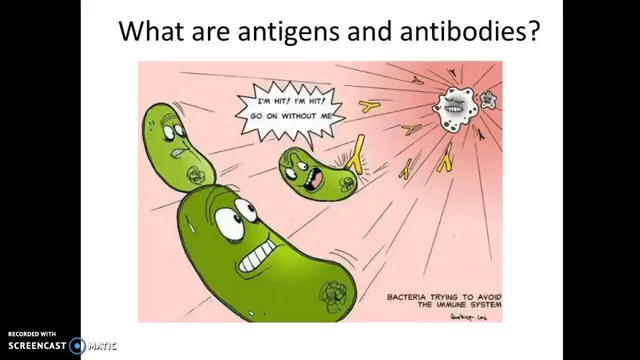 What are antigens and antibodies?
I'M HIT! I'M HIT!
GO ON WITHOUT ME
BACTERIA TRYING TO AVOID
THE IMMUNE SYSTEM
RECORDED WITH
SCREENCAST MATIC